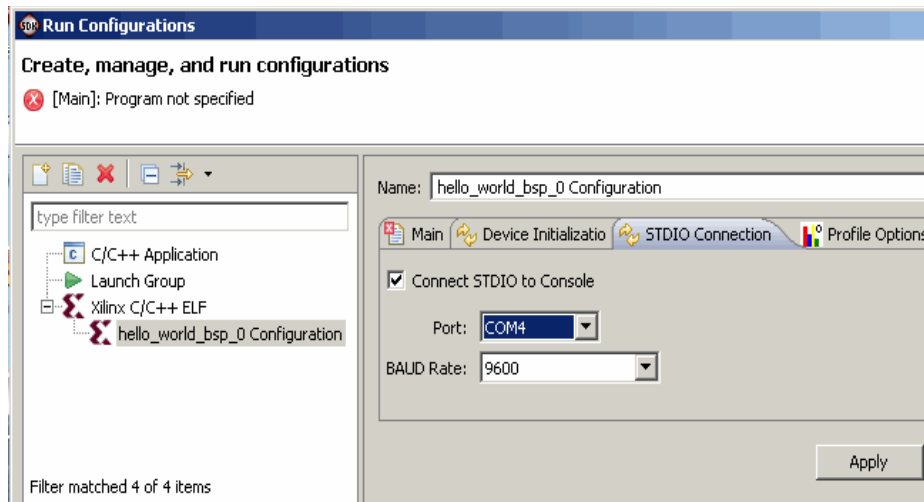 SDK Run Configurations
Create, manage, and run configurations
[Main]: Program not specified
type filter text
C/C++ Application
Launch Group
Xilinx C/C++ ELF
hello_world_bsp_0 Configuration
Filter matched 4 of 4 items
Name: hello_world_bsp_0 Configuration
Main Device Initializatio STDIO Connection Profile Options
Connect STDIO to Console
Port: COM4
BAUD Rate: 9600
Apply